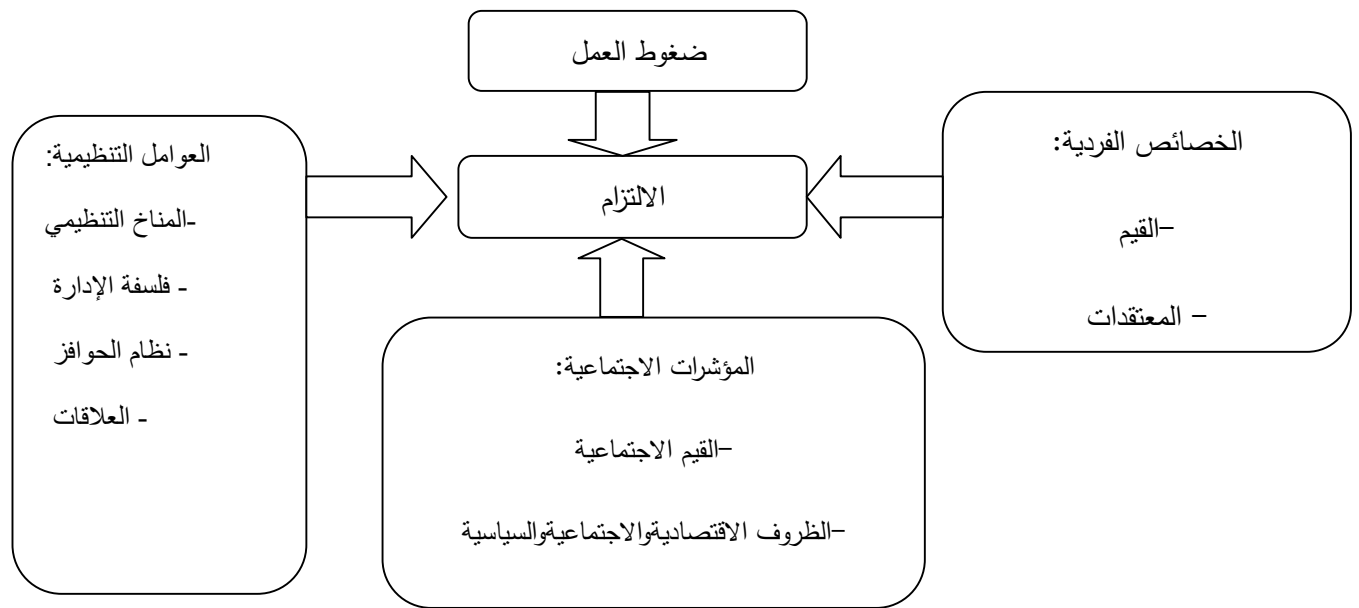 ضغوط العمل
الخصائص الفردية:
-القيم
- المعتقدات
الالتزام
العوامل التنظيمية:
-المناخ التنظيمي
- فلسفة الإدارة
- نظام الحوافز
- العلاقات
المؤشرات الاجتماعية:
-القيم الاجتماعية
-الظروف الاقتصاديةوالاجتماعيةوالسياسية